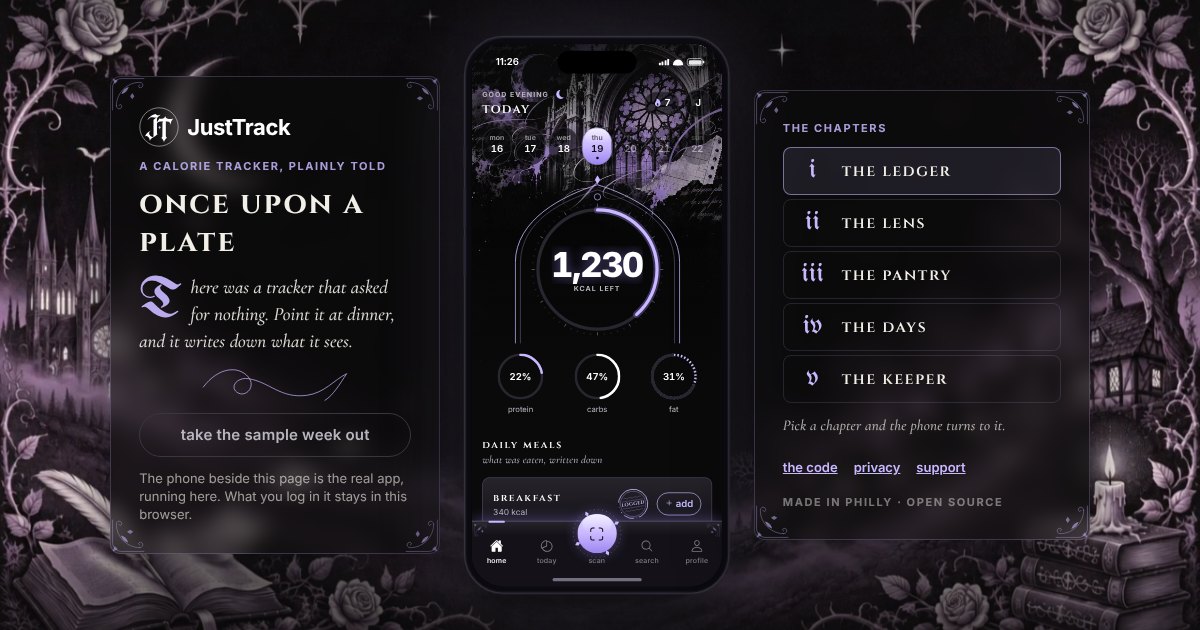 JT JustTrack
A CALORIE TRACKER, PLAINLY TOLD
ONCE UPON A
PLATE
There was a tracker that asked
for nothing. Point it at dinner,
and it writes down what it sees.
take the sample week out
The phone beside this page is the real app,
running here. What you log in it stays in this
browser.
11:26
GOOD EVENING
TODAY
7 J
mon tue wed thu sun
16 17 18 19 20 21 22
1,230
KCAL LEFT
22% 47% 31%
protein carbs fat
DAILY MEALS
what was eaten, written down
BREAKFAST
340 kcal
LOGGED
+ add
home today scan search profile
THE CHAPTERS
i THE LEDGER
ii THE LENS
iii THE PANTRY
iv THE DAYS
v THE KEEPER
Pick a chapter and the phone turns to it.
the code privacy support
MADE IN PHILLY · OPEN SOURCE